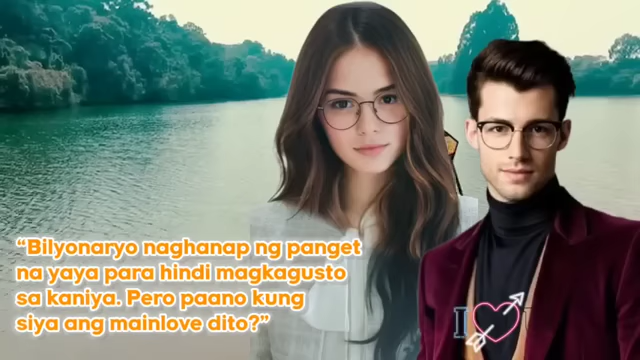 “Bilyonaryo naghanap ng panget
na yaya para hindi magkagusto
sa kaniya. Pero paano kung
siya ang mainlove dito?”